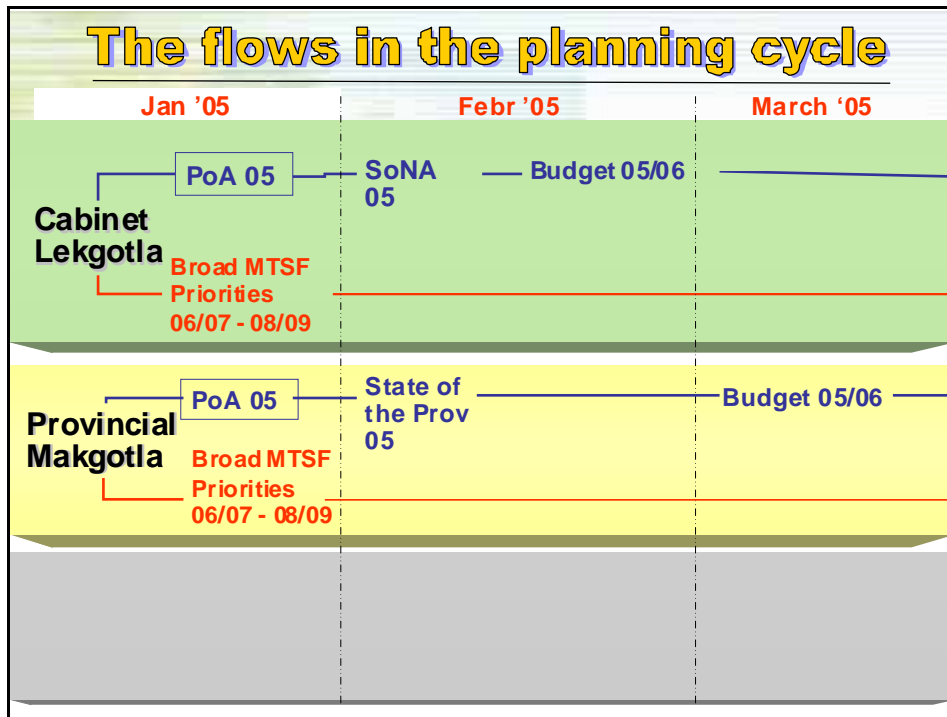 The flows in the planning cycle
Jan ’05
Febr ’05
March ‘05
PoA 05
SoNA
05
Budget 05/06
Cabinet
Lekgotla
Broad MTSF
Priorities
06/07 - 08/09
PoA 05
State of
the Prov
05
Budget 05/06
Provincial
Makgotla
Broad MTSF
Priorities
06/07 - 08/09